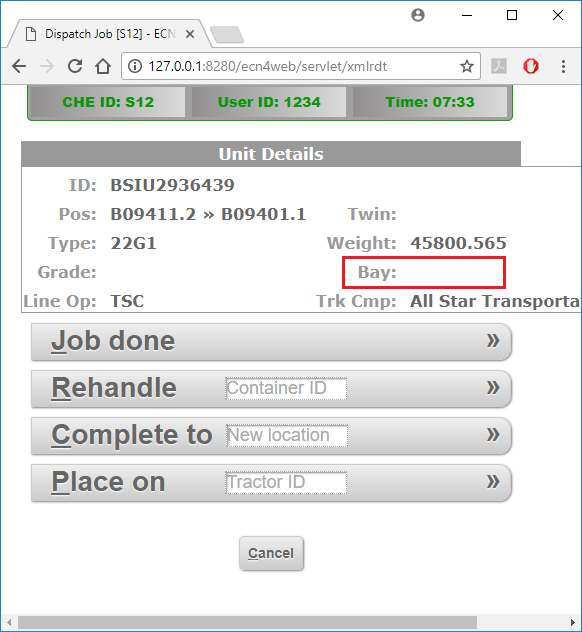 Dispatch Job [S12] - ECN
127.0.0.1:8280/ecn4web/servlet/xmlrdt
CHE ID: S12 User ID: 1234 Time: 07:33
Unit Details
ID: BSIU2936439
Pos: B09411.2 » B09401.1 Twin:
Type: 22G1 Weight: 45800.565
Grade: Bay:
Line Op: TSC Trk Cmp: All Star Transporta
Job done »
Rehandle Container ID »
Complete to New location »
Place on Tractor ID »
Cancel